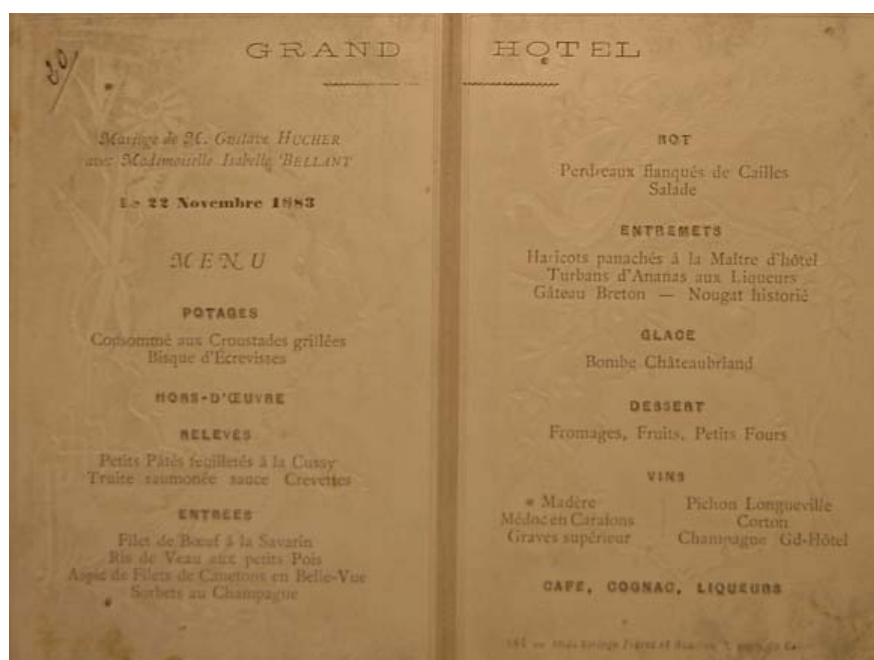 GRAND HOTEL
20/
Mariage de M. Gustave HUCHER
avec Mademoiselle Isabelle BELLANT
Le 22 Novembre 1883
MENU
POTAGES
Consommé aux Croustades grillées
Bisque d'Écrevisses
HORS-D'ŒUVRE
RELEVÉS
Petits Pâtés feuilletés à la Cussy
Truite saumonée sauce Crevettes
ENTRÉES
Filet de Bœuf à la Savarin
Ris de Veau aux petits Pois
Aspic de Filets de Canetons en Belle-Vue
Sorbets au Champagne
ROT
Perdreaux flanqués de Cailles
Salade
ENTREMETS
Haricots panachés à la Maître d'hôtel
Turbans d'Ananas aux Liqueurs
Gâteau Breton — Nougat historié
GLACE
Bombe Châteaubriand
DESSERT
Fromages, Fruits, Petits Fours
VINS
Madère
Médoc en Carafons
Graves supérieur
Pichon Longueville
Corton
Champagne Gd-Hôtel
CAFE, COGNAC, LIQUEURS